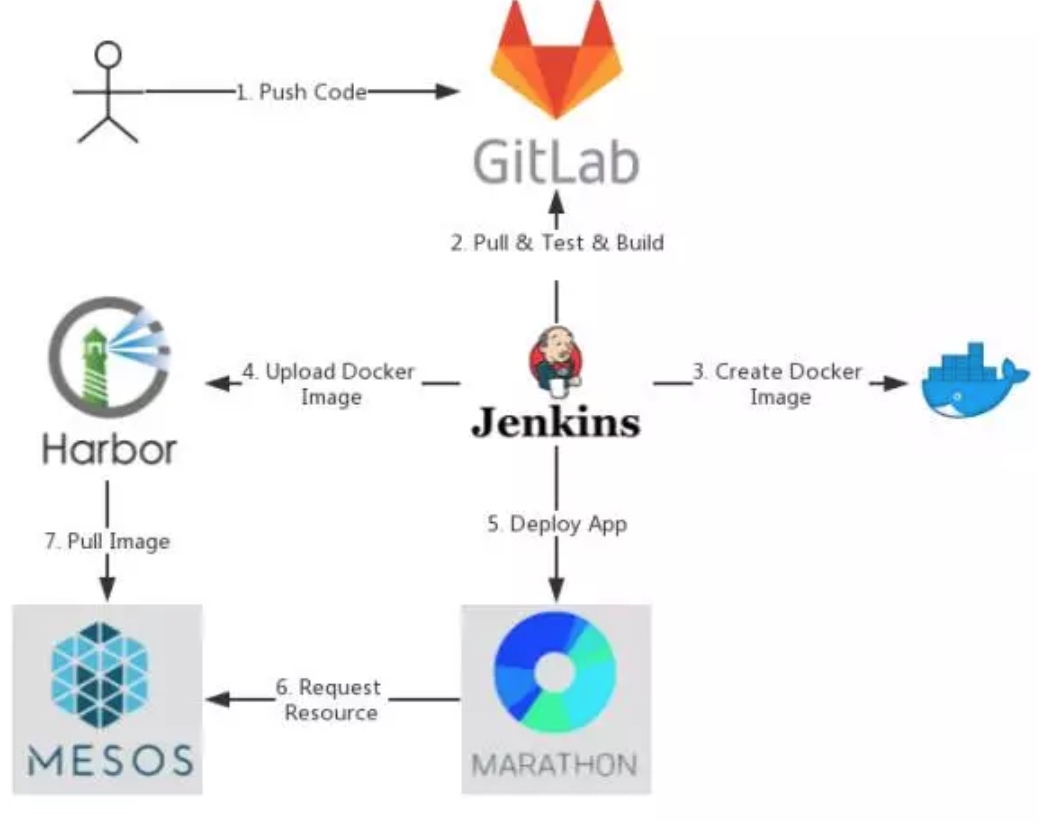 1. Push Code
GitLab
2. Pull & Test & Build
4. Upload Docker
Image
3. Create Docker
Image
Jenkins
Harbor
5. Deploy App
7. Pull Image
6. Request
Resource
MESOS
MARATHON